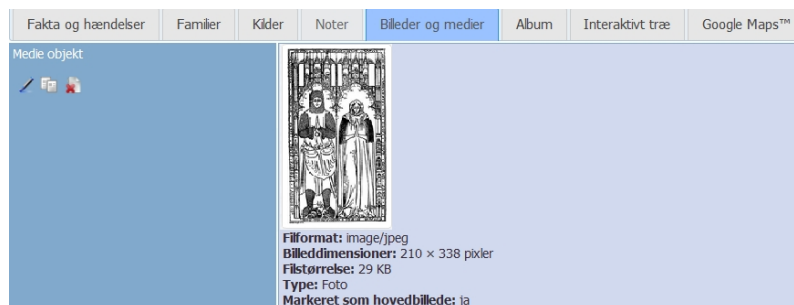 Fakta og hændelser Familier Kilder Noter Billeder og medier Album Interaktivt træ Google Maps™
Medie objekt
Filformat: image/jpeg
Billeddimensioner: 210 × 338 pixler
Filstørrelse: 29 KB
Type: Foto
Markeret som hovedbillede: ja